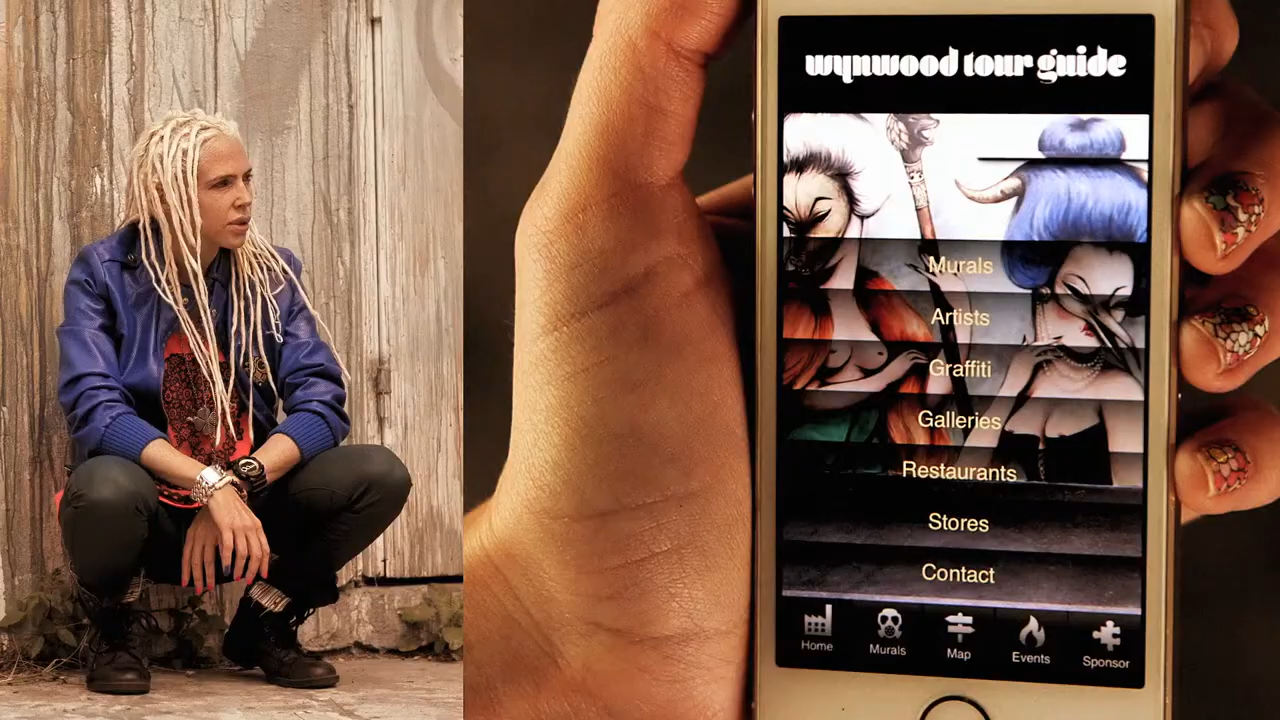 wynwood tour guide
Murals
Artists
Graffiti
Galleries
Restaurants
Stores
Contact
Home
Murals
Map
Events
Sponsor